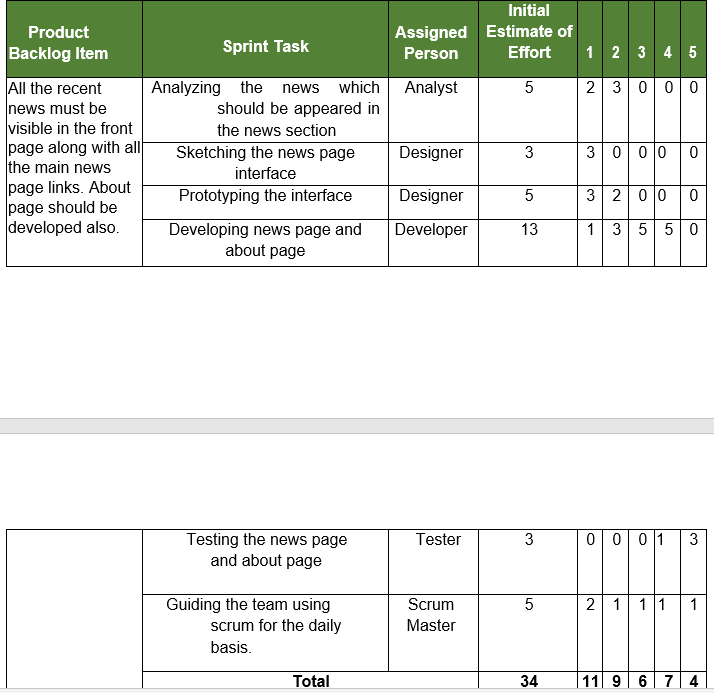 Product Backlog Item | Sprint Task | Assigned Person | Initial Estimate of Effort | 1 | 2 | 3 | 4 | 5
All the recent
news must be
visible in the front
page along with all
the main news
page links. About
page should be
developed also.
Analyzing the news which
should be appeared in
the news section
Analyst | 5 | 2 | 3 | 0 | 0 | 0
Sketching the news page
interface
Designer | 3 | 3 | 0 | 0 | 0 | 0
Prototyping the interface | Designer | 5 | 3 | 2 | 0 | 0 | 0
Developing news page and
about page
Developer | 13 | 1 | 3 | 5 | 5 | 0
Testing the news page
and about page
Tester | 3 | 0 | 0 | 0 | 1 | 3
Guiding the team using
scrum for the daily
basis.
Scrum
Master
5 | 2 | 1 | 1 | 1 | 1
Total | 34 | 11 | 9 | 6 | 7 | 4